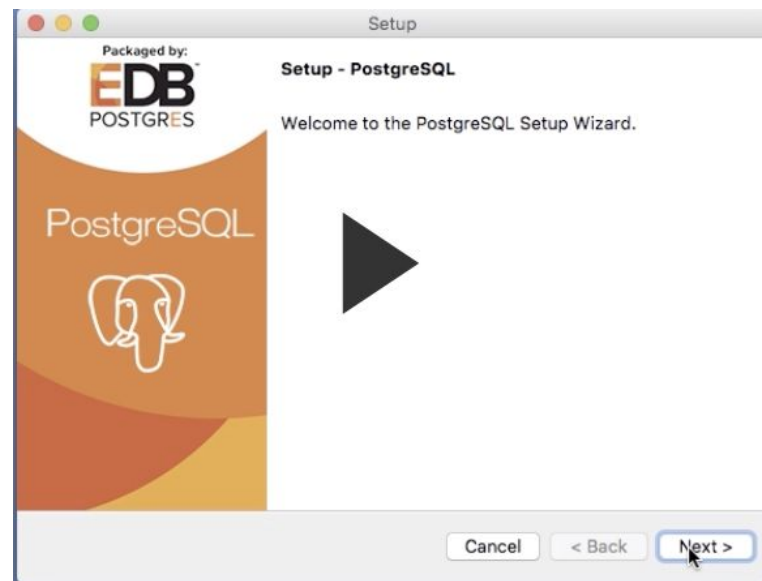 Setup
Packaged by:
EDB
POSTGRES
Setup - PostgreSQL
Welcome to the PostgreSQL Setup Wizard.
PostgreSQL
Cancel
< Back
Next >